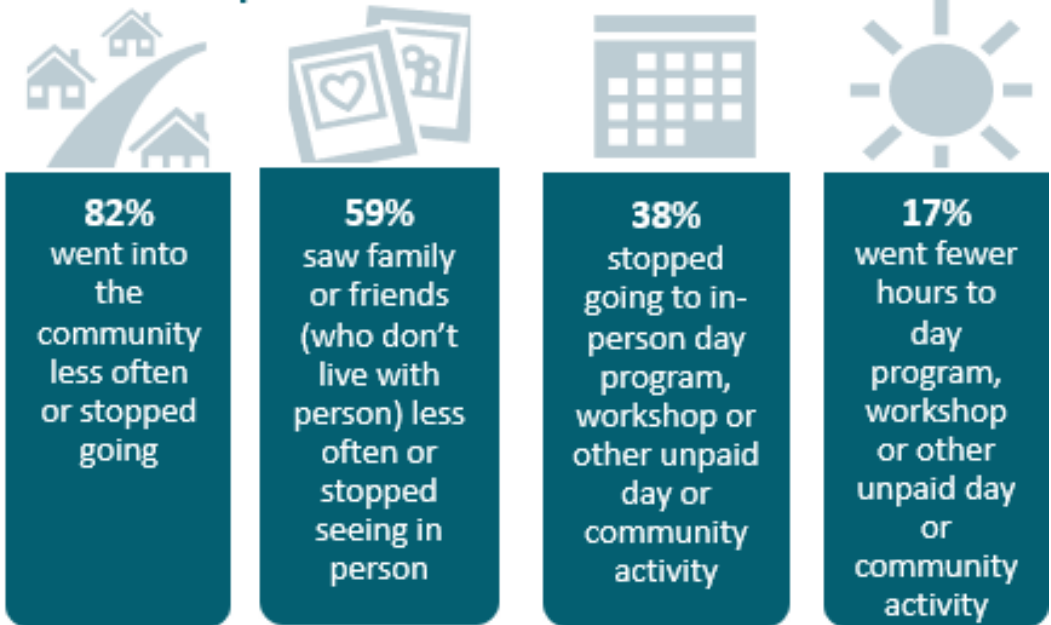 82%
went into
the
community
less often
or stopped
going
59%
saw family
or friends
(who don't
live with
person) less
often or
stopped
seeing in
person
38%
stopped
going to in-
person day
program,
workshop or
other unpaid
day or
community
activity
17%
went fewer
hours to
day
program,
workshop
or other
unpaid day
or
community
activity